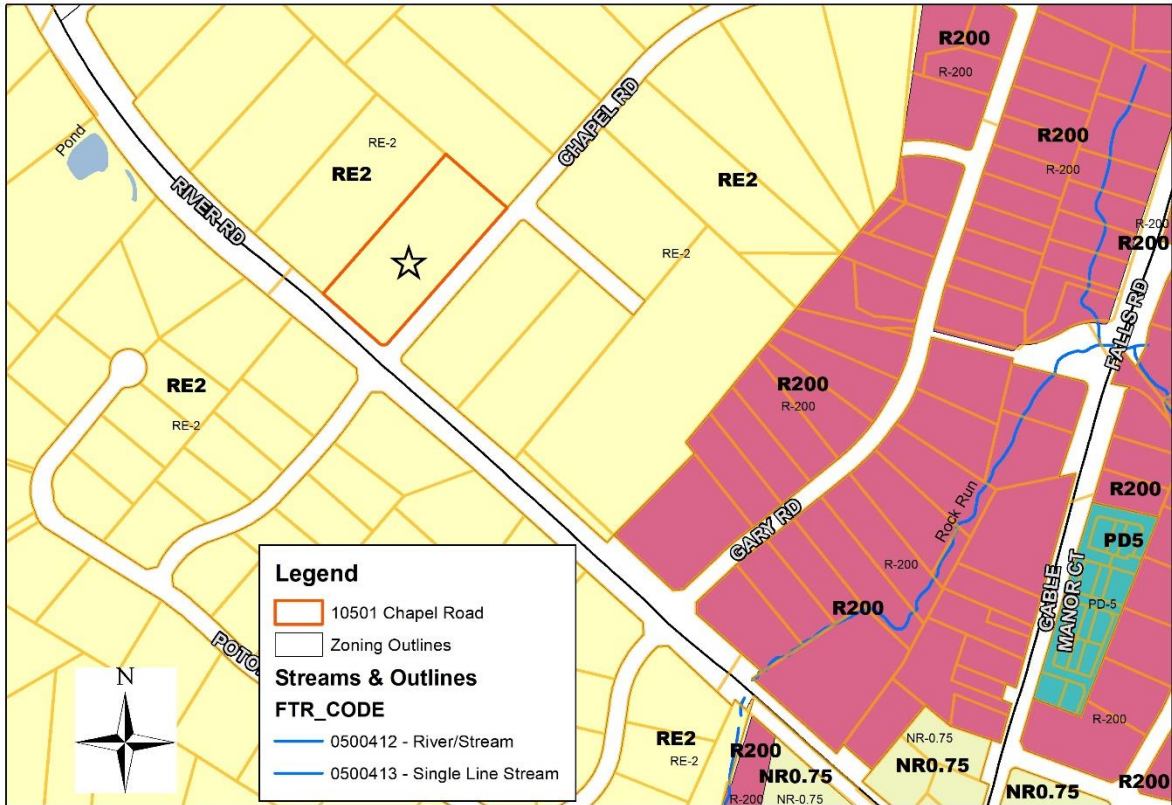 R200
R-200
CHAPEL RD
R200
R-200
Pond
RE-2
RE2
RE2
RIVER RD
R-200
R200
RE-2
FALLS RD
RE2
RE-2
R200
R-200
R200
Rock Run
GARY RD
PD5
R-200
PD-5
R200
GABLE
MANOR CT
R-200
RE2
RE-2
NR-0.75
NR0.75
R200
R-200
NR0.75
NR-0.75
NR0.75
R200
Legend
10501 Chapel Road
Zoning Outlines
Streams & Outlines
FTR_CODE
0500412 - River/Stream
0500413 - Single Line Stream
N